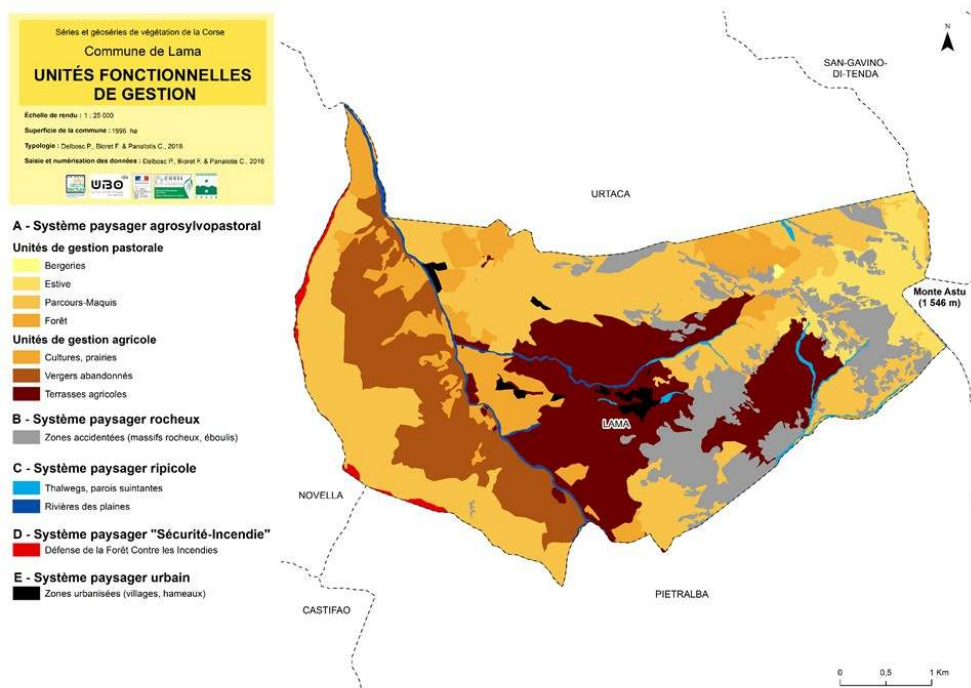 Séries et géoséries de végétation de la Corse
Commune de Lama
UNITÉS FONCTIONNELLES
DE GESTION
Échelle de rendu : 1 : 25 000
Superficie de la commune : 1996 ha
Typologie : Delbosc P., Bioret F. & Panaïotis C., 2016
Saisie et numérisation des données : Delbosc P., Bioret F. & Panaïotis C., 2016
UBO
CORSE
A - Système paysager agrosylvopastoral
Unités de gestion pastorale
Bergeries
Estive
Parcours-Maquis
Forêt
Unités de gestion agricole
Cultures, prairies
Vergers abandonnés
Terrasses agricoles
B - Système paysager rocheux
Zones accidentées (massifs rocheux, éboulis)
C - Système paysager ripicole
Thalwegs, parois suintantes
Rivières des plaines
D - Système paysager "Sécurité-Incendie"
Défense de la Forêt Contre les Incendies
E - Système paysager urbain
Zones urbanisées (villages, hameaux)
N
SAN-GAVINO-
DI-TENDA
URTACA
Monte Astu
(1 546 m)
LAMA
NOVELLA
PIETRALBA
CASTIFAO
0 0,5 1 Km